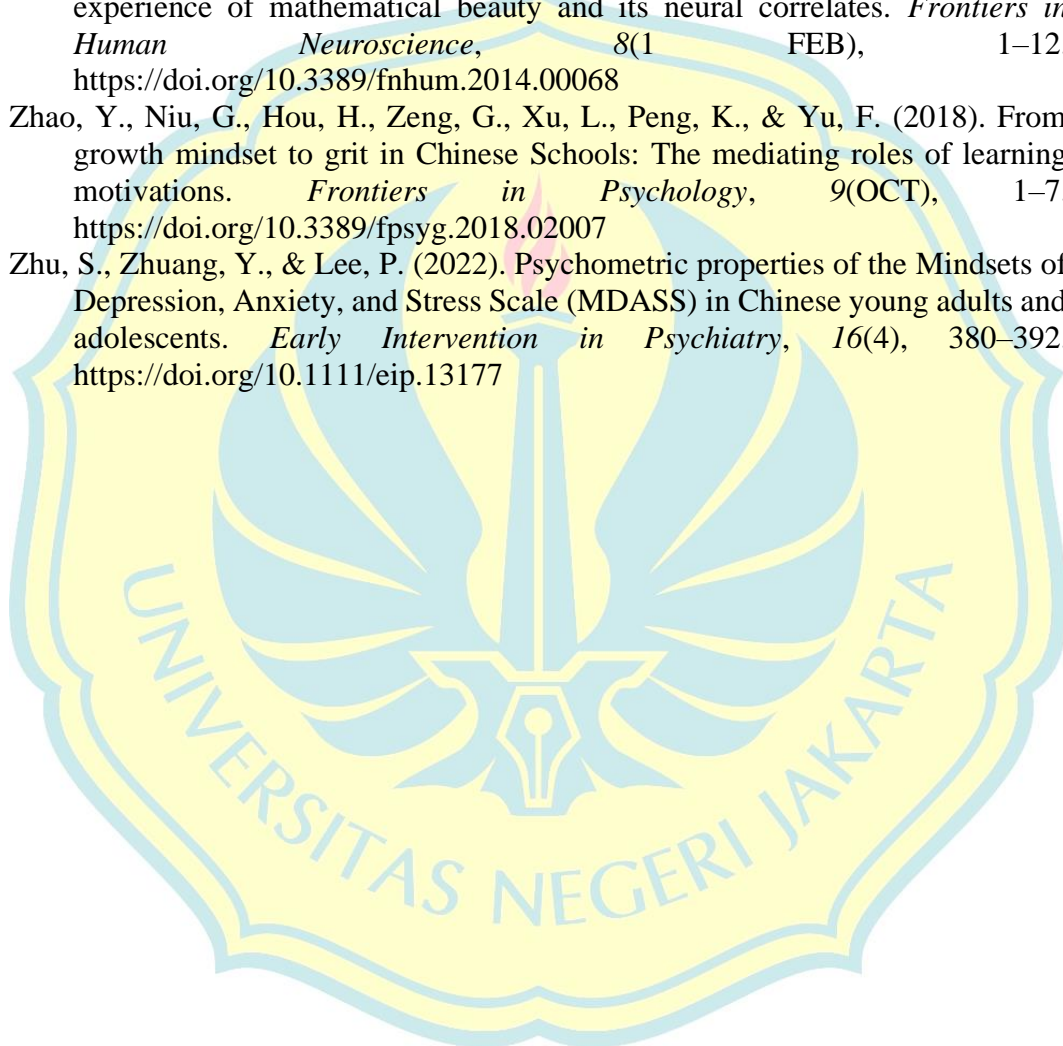 experience of mathematical beauty and its neural correlates. Frontiers in
Human Neuroscience, 8(1 FEB), 1–12
https://doi.org/10.3389/fnhum.2014.00068
Zhao, Y., Niu, G., Hou, H., Zeng, G., Xu, L., Peng, K., & Yu, F. (2018). From
growth mindset to grit in Chinese Schools: The mediating roles of learning
motivations. Frontiers in Psychology, 9(OCT), 1–7
https://doi.org/10.3389/fpsyg.2018.02007
Zhu, S., Zhuang, Y., & Lee, P. (2022). Psychometric properties of the Mindsets of
Depression, Anxiety, and Stress Scale (MDASS) in Chinese young adults and
adolescents. Early Intervention in Psychiatry, 16(4), 380–392
https://doi.org/10.1111/eip.13177
UNIVERSITAS NEGERI JAKARTA